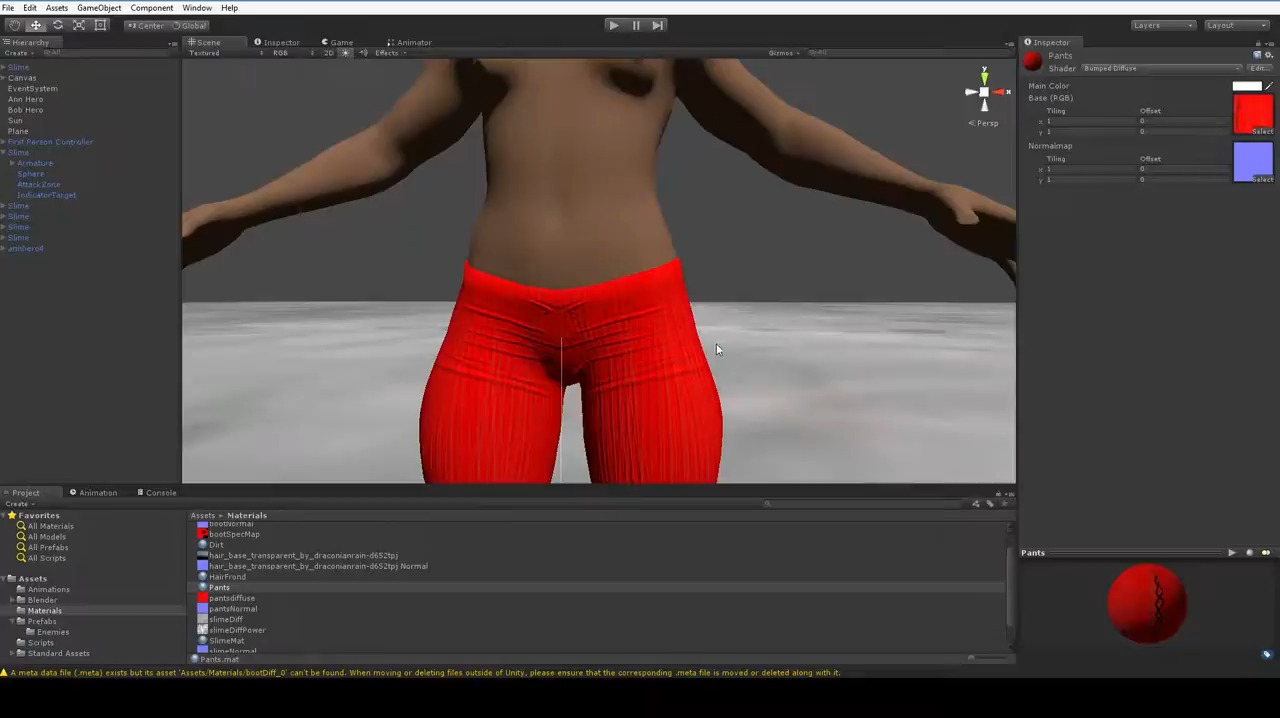 File Edit Assets GameObject Component Window Help
Center Global Layers Layout
Hierarchy
Create All
Slime
Canvas
EventSystem
Ann Hero
Bob Hero
Sun
Plane
First Person Controller
Slime
Armature
Sphere
AttackZone
IndicatorTarget
Slime
Slime
Slime
Slime
annhero4
Scene Inspector Game Animator
Textured RGB 2D Effects Gizmos All
y
x
Persp
Inspector
Pants
Shader Bumped Diffuse Edit...
Main Color
Base (RGB)
Tiling Offset
x 1 0
y 1 0
Select
Normalmap
Tiling Offset
x 1 0
y 1 0
Select
Project Animation Console
Create
Favorites
All Materials
All Models
All Prefabs
All Scripts
Assets
Animations
Blender
Materials
Prefabs
Enemies
Scripts
Standard Assets
Assets Materials
bootNormal
bootSpecMap
Dirt
hair_base_transparent_by_draconianrain-d652tpj
hair_base_transparent_by_draconianrain-d652tpj Normal
HairFrond
Pants
pantsdiffuse
pantsNormal
slimeDiff
slimeDiffPower
SlimeMat
slimeNormal
Pants.mat
Pants
A meta data file (.meta) exists but its asset 'Assets/Materials/bootDiff_0' can't be found. When moving or deleting files outside of Unity, please ensure that the corresponding .meta file is moved or deleted along with it.